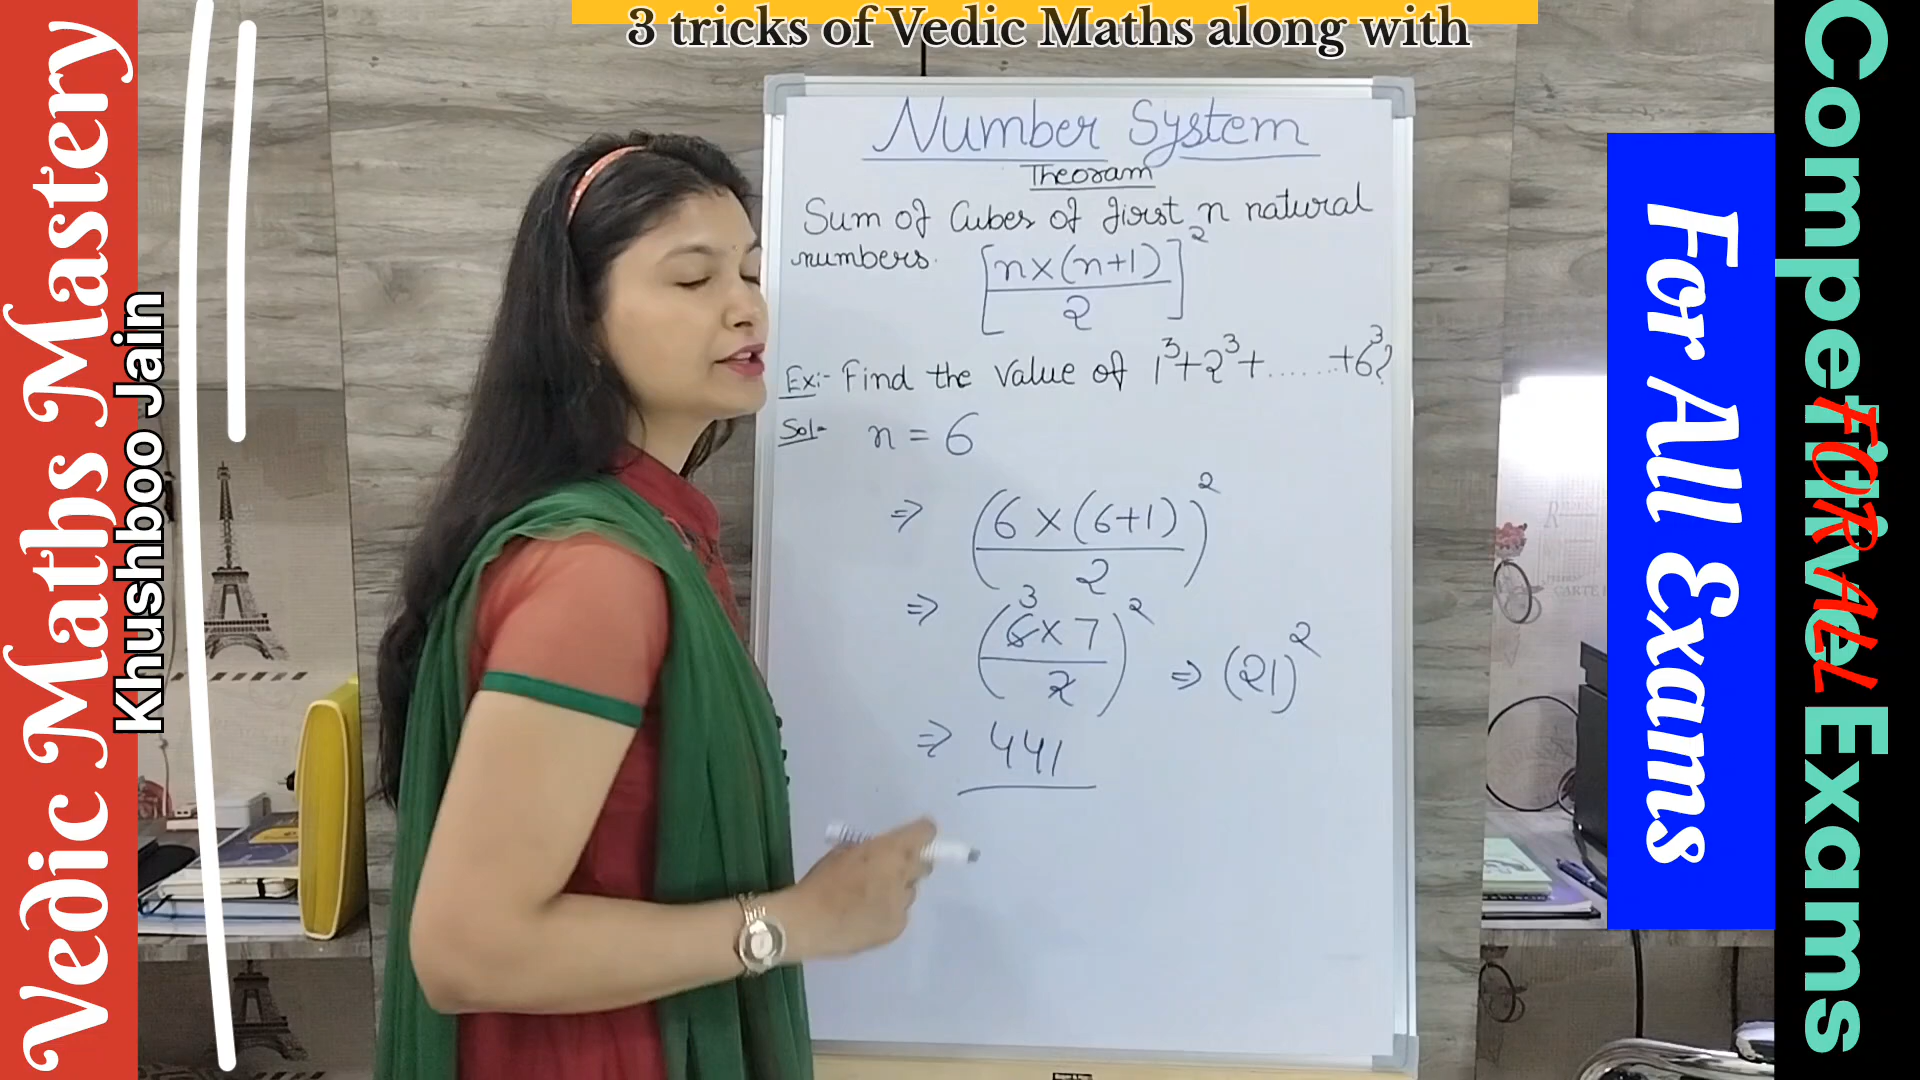 3 tricks of Vedic Maths along with
Vedic Maths Mastery
Khushboo Jain
Number System
Theoram
Sum of Cubes of first n natural
numbers. [n×(n+1)/2]²
Ex:- Find the Value of 1³+2³+......+6³?
Sol- n = 6
⇒ (6×(6+1)/2)²
⇒ (6×7/2)² ⇒ (21)²
3
⇒ 441
For All Exams
Competitive Exams
FOR ALL